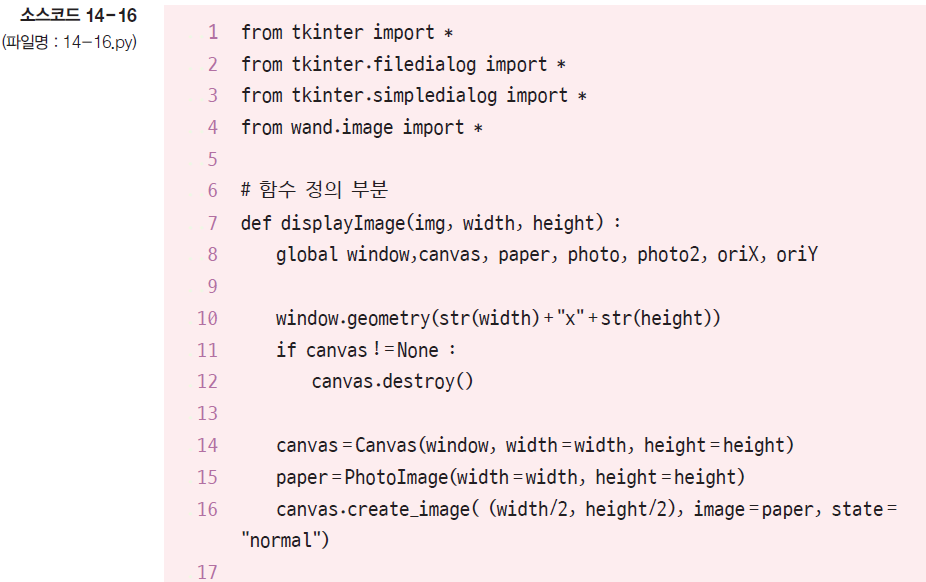 소스코드 14-16
(파일명 : 14-16.py)
1 from tkinter import *
2 from tkinter.filedialog import *
3 from tkinter.simpledialog import *
4 from wand.image import *
5
6 # 함수 정의 부분
7 def displayImage(img, width, height) :
8 global window,canvas, paper, photo, photo2, oriX, oriY
9
10 window.geometry(str(width)+"x"+str(height))
11 if canvas!=None :
12 canvas.destroy()
13
14 canvas=Canvas(window, width=width, height=height)
15 paper=PhotoImage(width=width, height=height)
16 canvas.create_image( (width/2, height/2), image=paper, state=
"normal")
17